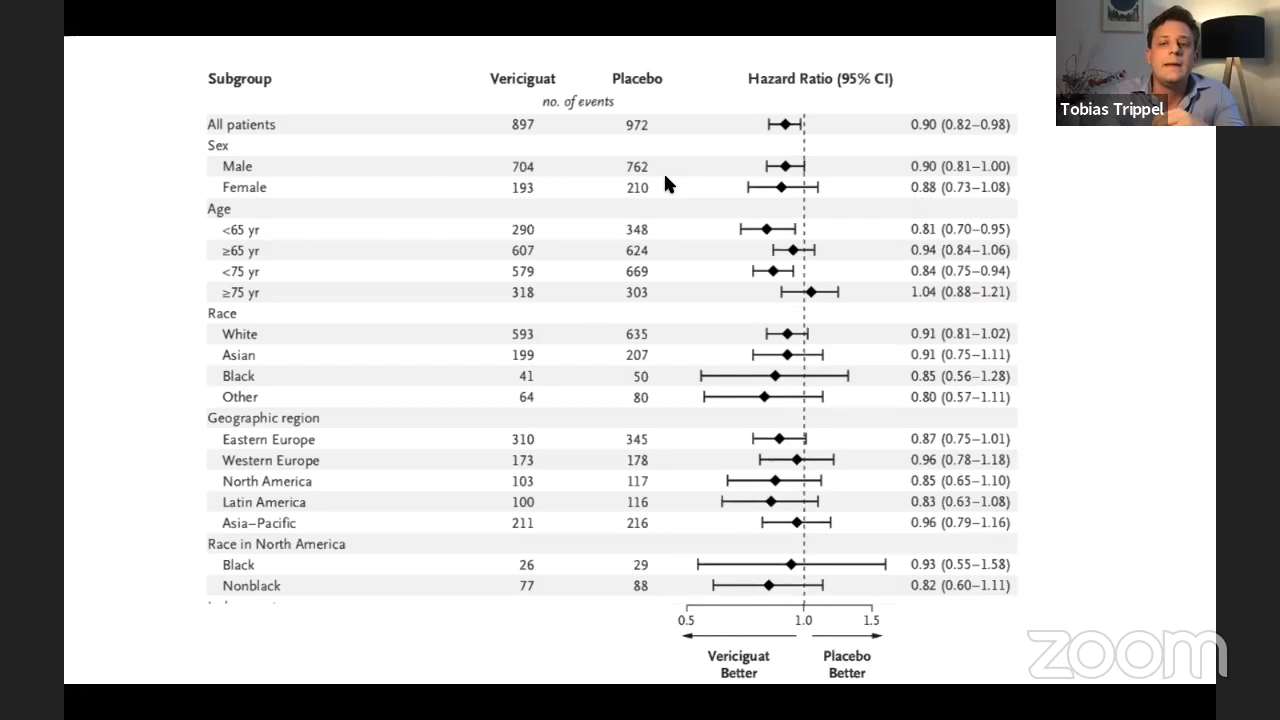 Tobias Trippel
Subgroup Vericiguat Placebo Hazard Ratio (95% CI)
no. of events
All patients 897 972 0.90 (0.82–0.98)
Sex
Male 704 762 0.90 (0.81–1.00)
Female 193 210 0.88 (0.73–1.08)
Age
<65 yr 290 348 0.81 (0.70–0.95)
≥65 yr 607 624 0.94 (0.84–1.06)
<75 yr 579 669 0.84 (0.75–0.94)
≥75 yr 318 303 1.04 (0.88–1.21)
Race
White 593 635 0.91 (0.81–1.02)
Asian 199 207 0.91 (0.75–1.11)
Black 41 50 0.85 (0.56–1.28)
Other 64 80 0.80 (0.57–1.11)
Geographic region
Eastern Europe 310 345 0.87 (0.75–1.01)
Western Europe 173 178 0.96 (0.78–1.18)
North America 103 117 0.85 (0.65–1.10)
Latin America 100 116 0.83 (0.63–1.08)
Asia–Pacific 211 216 0.96 (0.79–1.16)
Race in North America
Black 26 29 0.93 (0.55–1.58)
Nonblack 77 88 0.82 (0.60–1.11)
0.5 1.0 1.5
Vericiguat Placebo
Better Better
zoom